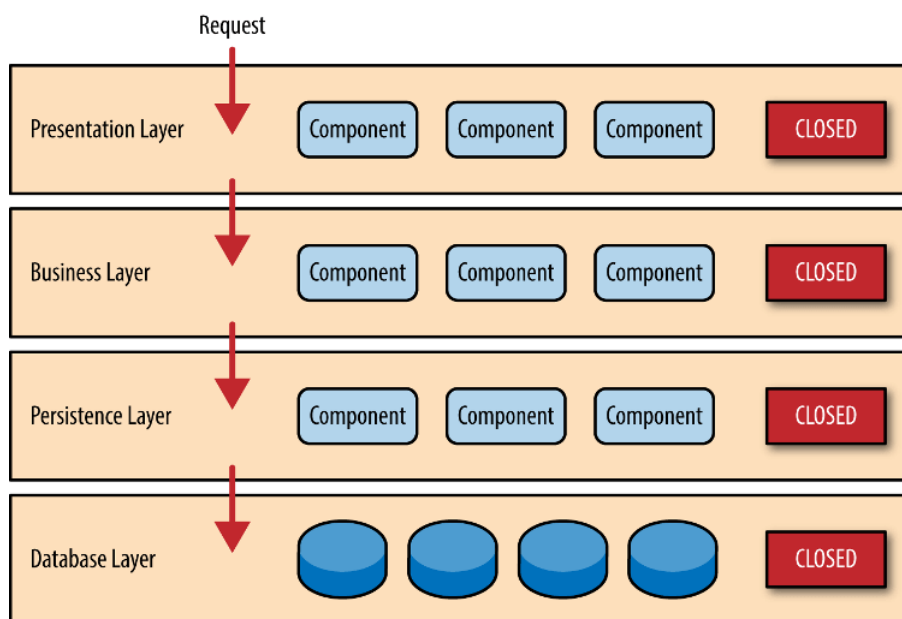 Request
Presentation Layer Component Component Component CLOSED
Business Layer Component Component Component CLOSED
Persistence Layer Component Component Component CLOSED
Database Layer CLOSED